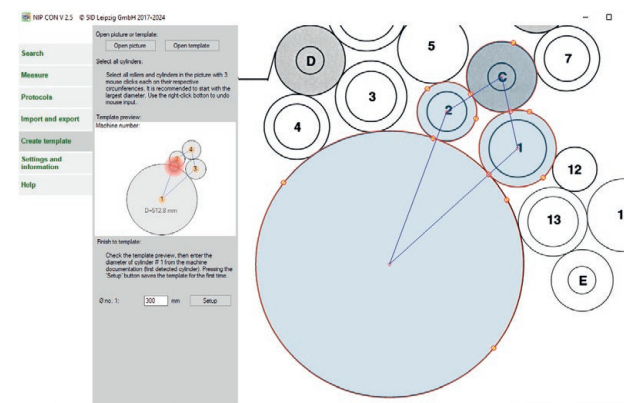 NIP CON V 2.5 © SID Leipzig GmbH 2017-2024
Search
Measure
Protocols
Import and export
Create template
Settings and
information
Help
Open picture or template:
Open picture Open template
Select all cylinders:
Select all rollers and cylinders in the picture with 3
mouse clicks each on their respective
circumferences. It is recommended to start with the
largest diameter. Use the right-click botton to undo
mouse input.
Template preview:
Machine number:
4
2
3
1
D=612.8 mm
Finish to template:
Check the template preview, then enter the
diameter of cylinder # 1 from the machine
documentation (first detected cylinder). Pressing the
"Setup" button saves the template for the first time.
Ø no. 1: 300 mm Setup
D
5
C
7
3
2
4
1
12
13
1
E